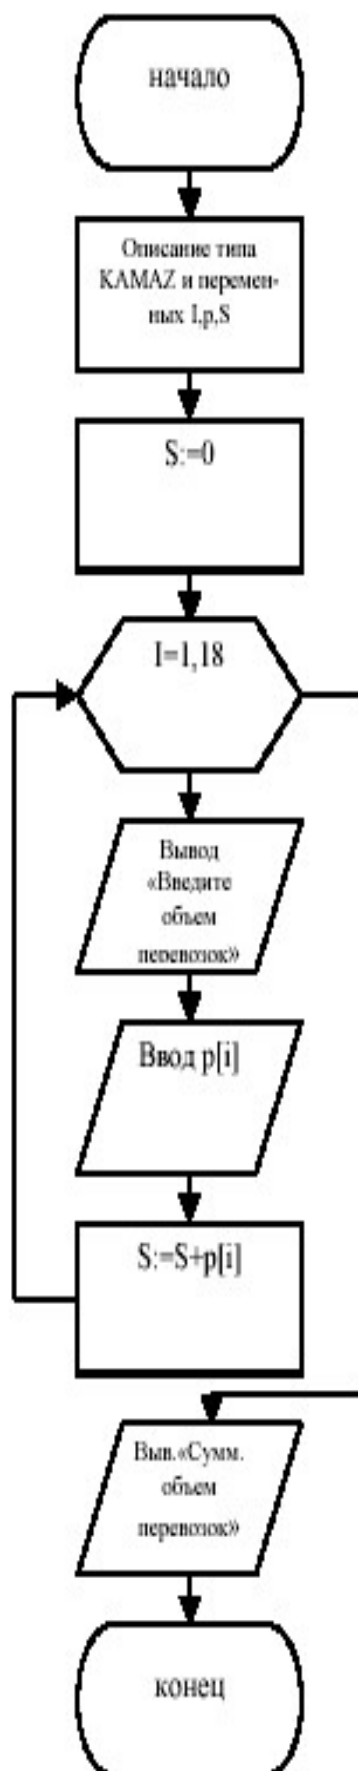 начало
Описание типа
KAMAZ и перемен-
ных I,p,S
S:=0
I=1,18
Вывод
«Введите
объем
перевозок»
Ввод p[i]
S:=S+p[i]
Выв.«Сумм.
объем
перевозок»
конец